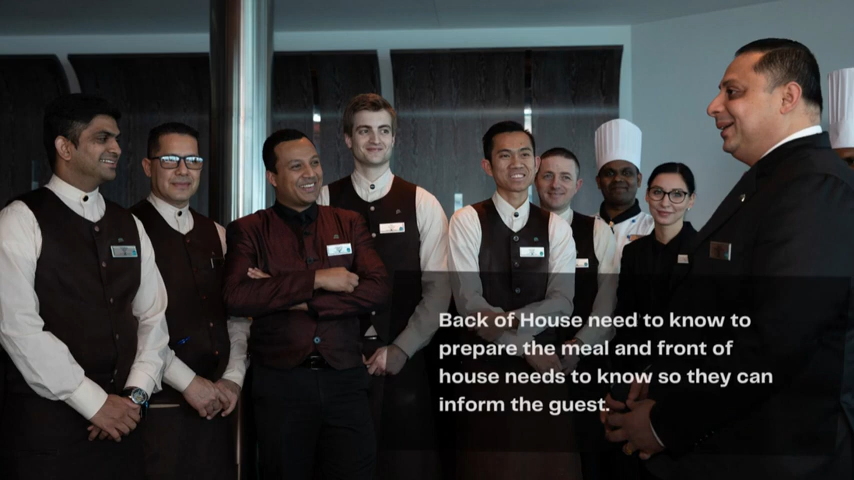 Back of House need to know to
prepare the meal and front of
house needs to know so they can
inform the guest.